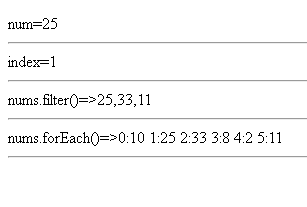 num=25
index=1
nums.filter()=>25,33,11
nums.forEach()=>0:10 1:25 2:33 3:8 4:2 5:11